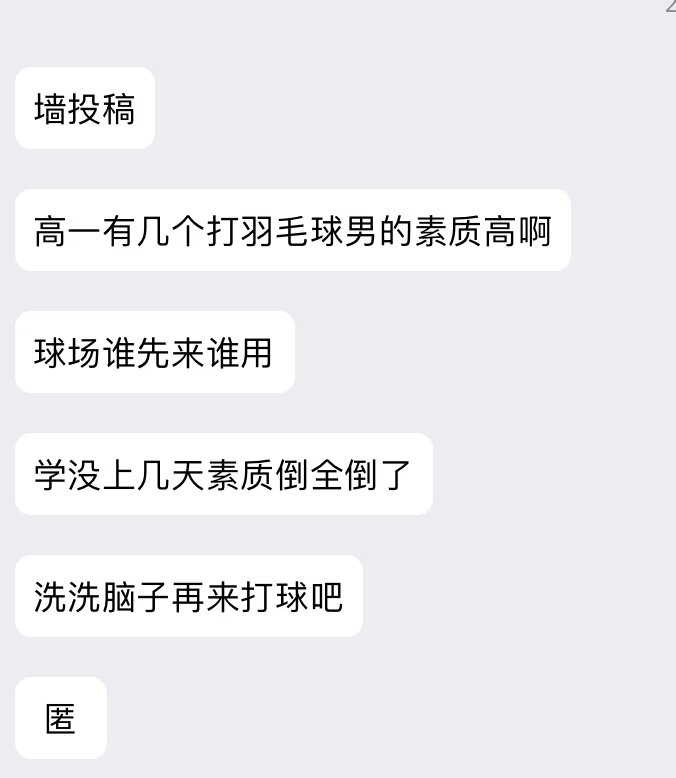 墙投稿
高一有几个打羽毛球男的素质高啊
球场谁先来谁用
学没上几天素质倒全倒了
洗洗脑子再来打球吧
匿